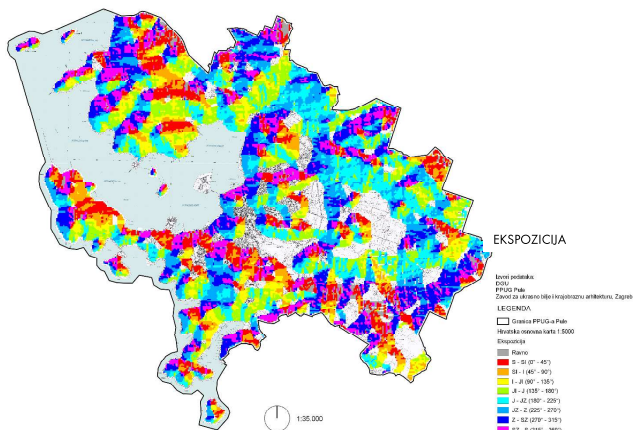 EKSPOZICIJA
Izvori podataka:
DGU
PPUG Pule
Zavod za ukrasno bilje i krajobraznu arhitekturu, Zagreb
LEGENDA
Granica PPUG-a Pule
Hrvatska osnovna karta 1:5000
Ekspozicija
Ravno
S - SI (0° - 45°)
SI - I (45° - 90°)
I - JI (90° - 135°)
JI - J (135° - 180°)
J - JZ (180° - 225°)
JZ - Z (225° - 270°)
Z - SZ (270° - 315°)
1:35.000